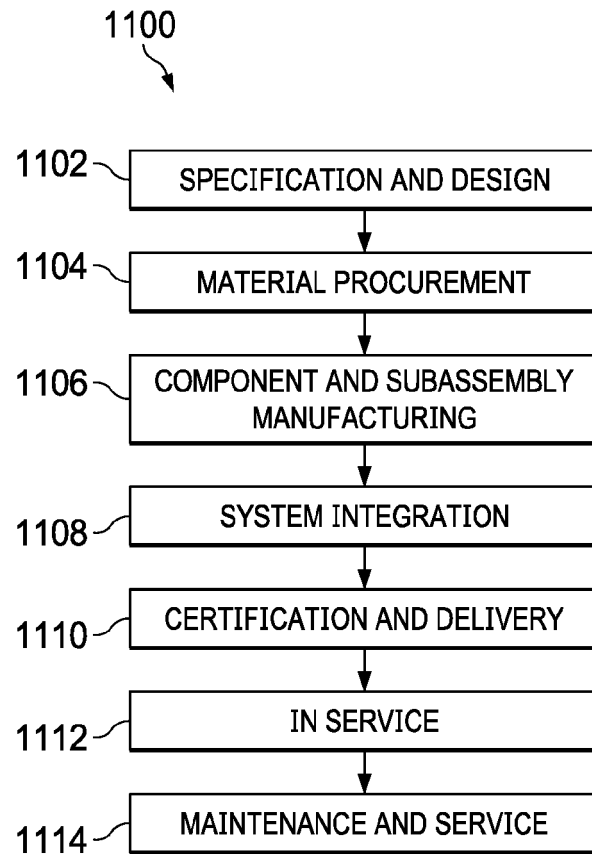 1100
1102
SPECIFICATION AND DESIGN
1104
MATERIAL PROCUREMENT
1106
COMPONENT AND SUBASSEMBLY
MANUFACTURING
1108
SYSTEM INTEGRATION
1110
CERTIFICATION AND DELIVERY
1112
IN SERVICE
1114
MAINTENANCE AND SERVICE